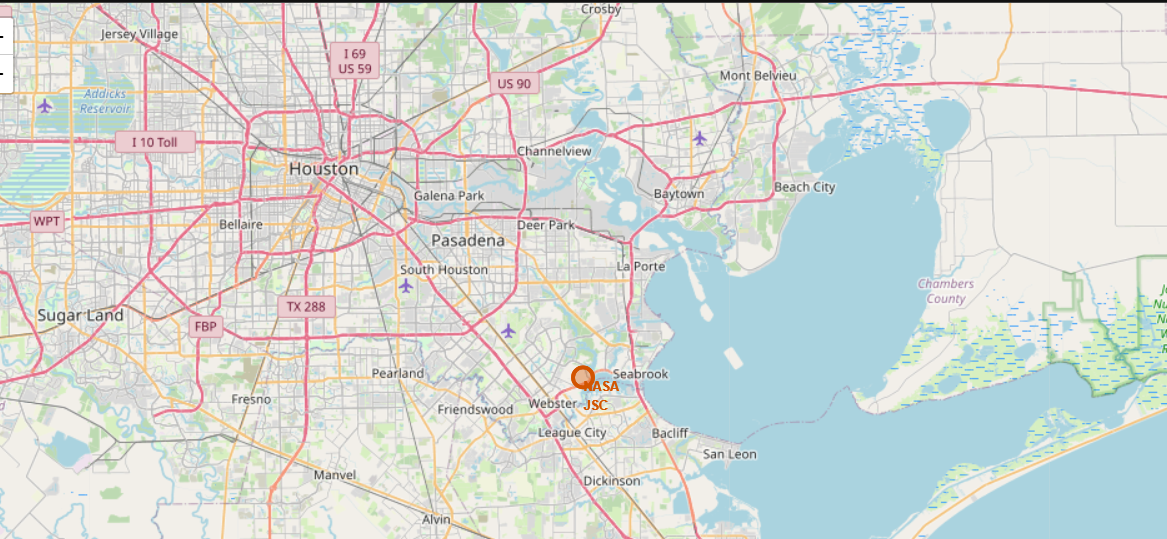 Crosby
Jersey Village
I 69
US 59
Mont Belvieu
US 90
Addicks
Reservoir
I 10 Toll
Channelview
Houston
Beach City
Baytown
Galena Park
WPT
Bellaire
Deer Park
Pasadena
La Porte
South Houston
Chambers
County
TX 288
Sugar Land
FBP
Pearland
Seabrook
NASA
JSC
Fresno
Webster
Friendswood
League City
Bacliff
San Leon
Manvel
Dickinson
Alvin